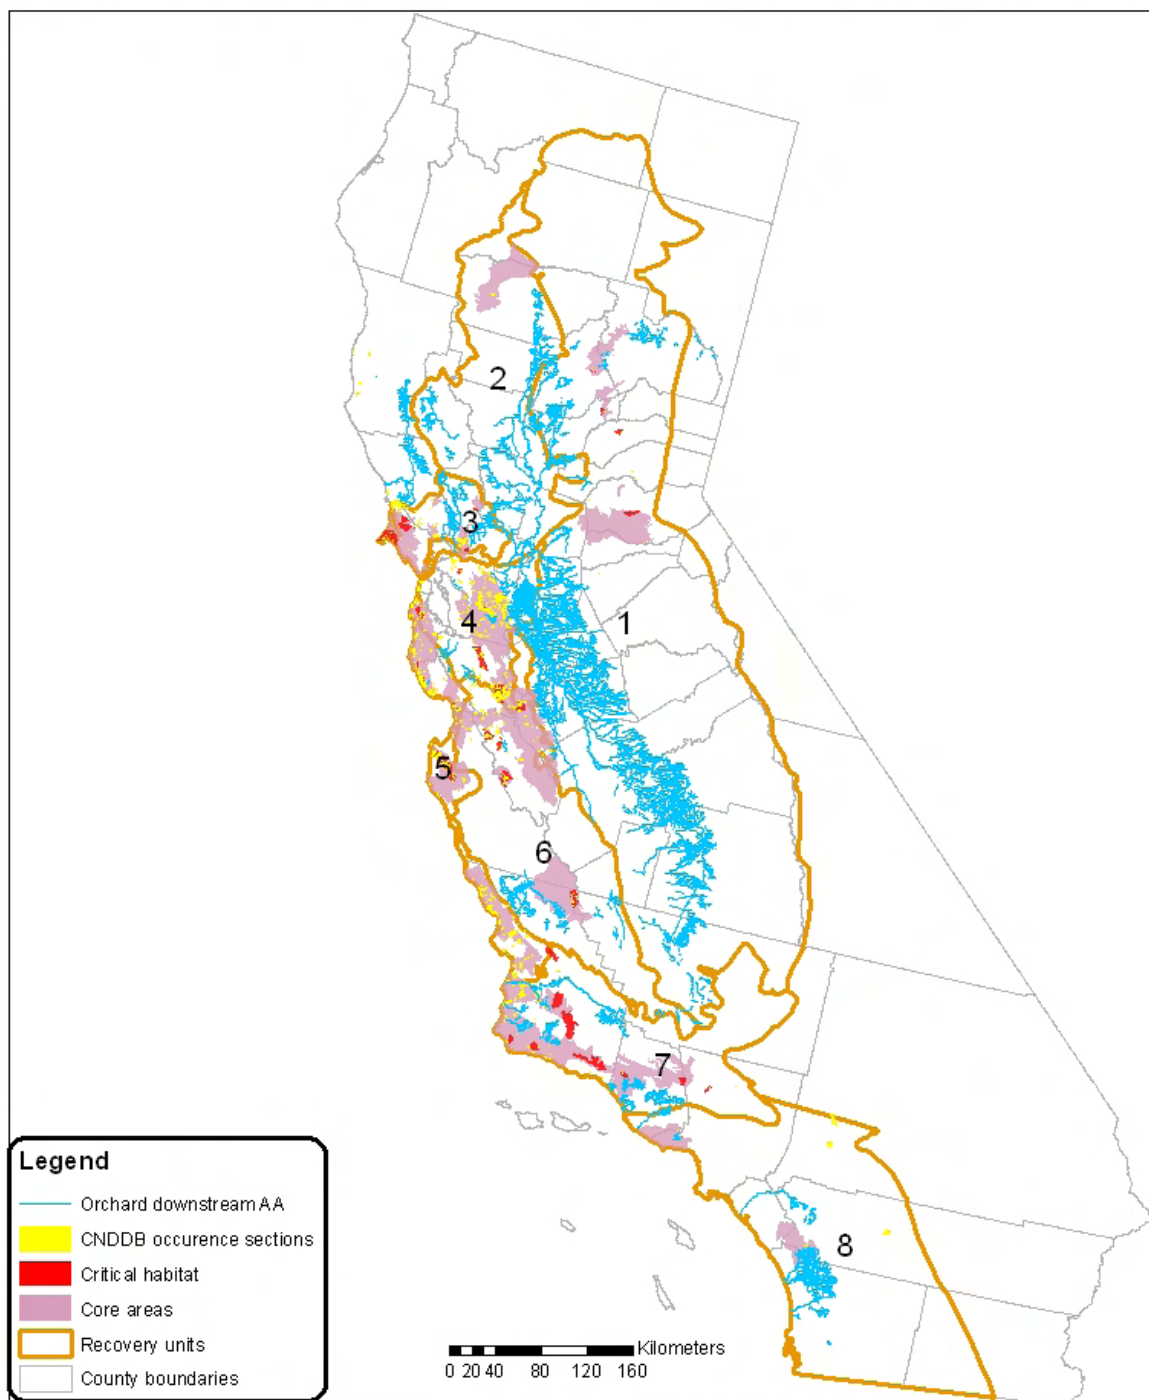 2
3
1
4
5
6
7
8
Legend
Orchard downstream AA
CNDDB occurence sections
Critical habitat
Core areas
Recovery units
County boundaries
Kilometers
0 20 40 80 120 160